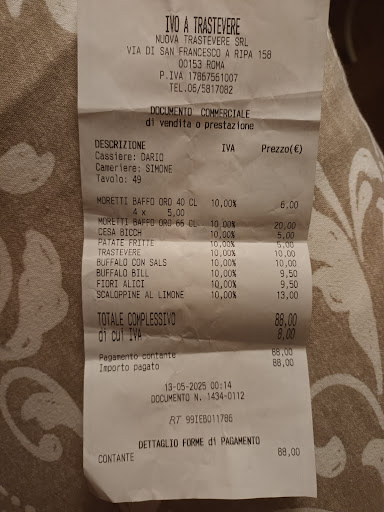 IVO A TRASTEVERE
NUOVA TRASTEVERE SRL
VIA DI SAN FRANCESCO A RIPA 158
00153 ROMA
P.IVA 17867561007
TEL.06/5817082
DOCUMENTO COMMERCIALE
di vendita o prestazione
DESCRIZIONE IVA Prezzo(€)
Cassiere: DARIO
Cameriere: SIMONE
Tavolo: 49
MORETTI BAFFO ORO 40 CL 10,00% 6,00
4 x 5,00
MORETTI BAFFO ORO 66 CL 10,00% 20,00
CESA BICCH 10,00% 5,00
PATATE FRITTE 10,00% 5,00
TRASTEVERE 10,00% 10,00
BUFFALO CON SALS 10,00% 10,00
BUFFALO BILL 10,00% 9,50
FIORI ALICI 10,00% 9,50
SCALOPPINE AL LIMONE 10,00% 13,00
TOTALE COMPLESSIVO 88,00
di cui IVA 8,00
Pagamento contante 88,00
Importo pagato 88,00
13-05-2025 00:14
DOCUMENTO N. 1434-0112
RT 99IEB011786
DETTAGLIO FORME di PAGAMENTO
CONTANTE 88,00